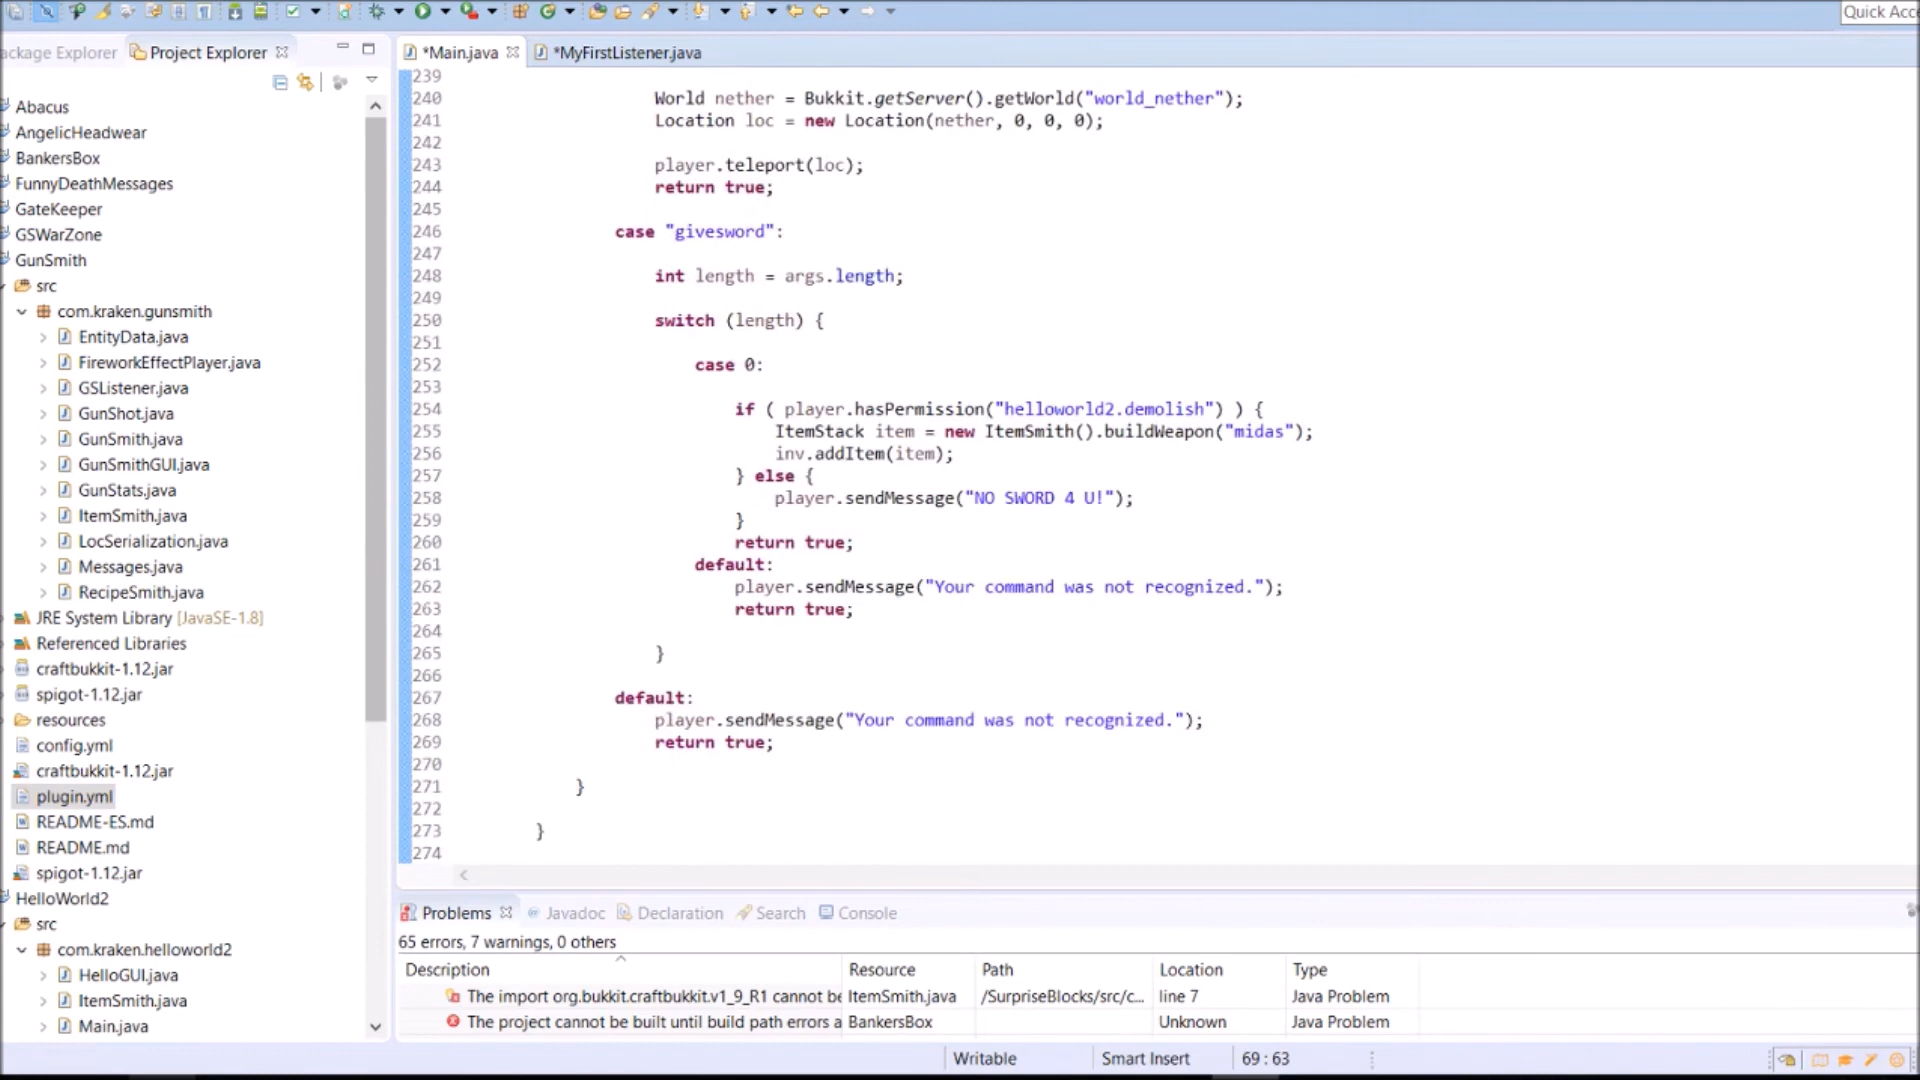 Quick Acc
ackage Explorer
Project Explorer
*Main.java
*MyFirstListener.java
Abacus
AngelicHeadwear
BankersBox
FunnyDeathMessages
GateKeeper
GSWarZone
GunSmith
src
com.kraken.gunsmith
EntityData.java
FireworkEffectPlayer.java
GSListener.java
GunShot.java
GunSmith.java
GunSmithGUI.java
GunStats.java
ItemSmith.java
LocSerialization.java
Messages.java
RecipeSmith.java
JRE System Library [JavaSE-1.8]
Referenced Libraries
craftbukkit-1.12.jar
spigot-1.12.jar
resources
config.yml
craftbukkit-1.12.jar
plugin.yml
README-ES.md
README.md
spigot-1.12.jar
HelloWorld2
src
com.kraken.helloworld2
HelloGUI.java
ItemSmith.java
Main.java
239
240 World nether = Bukkit.getServer().getWorld("world_nether");
241 Location loc = new Location(nether, 0, 0, 0);
242
243 player.teleport(loc);
244 return true;
245
246 case "givesword":
247
248 int length = args.length;
249
250 switch (length) {
251
252 case 0:
253
254 if ( player.hasPermission("helloworld2.demolish") ) {
255 ItemStack item = new ItemSmith().buildWeapon("midas");
256 inv.addItem(item);
257 } else {
258 player.sendMessage("NO SWORD 4 U!");
259 }
260 return true;
261 default:
262 player.sendMessage("Your command was not recognized.");
263 return true;
264
265 }
266
267 default:
268 player.sendMessage("Your command was not recognized.");
269 return true;
270
271 }
272
273 }
274
Problems Javadoc Declaration Search Console
65 errors, 7 warnings, 0 others
Description Resource Path Location Type
The import org.bukkit.craftbukkit.v1_9_R1 cannot be ItemSmith.java /SurpriseBlocks/src/c... line 7 Java Problem
The project cannot be built until build path errors a BankersBox Unknown Java Problem
Writable Smart Insert 69 : 63